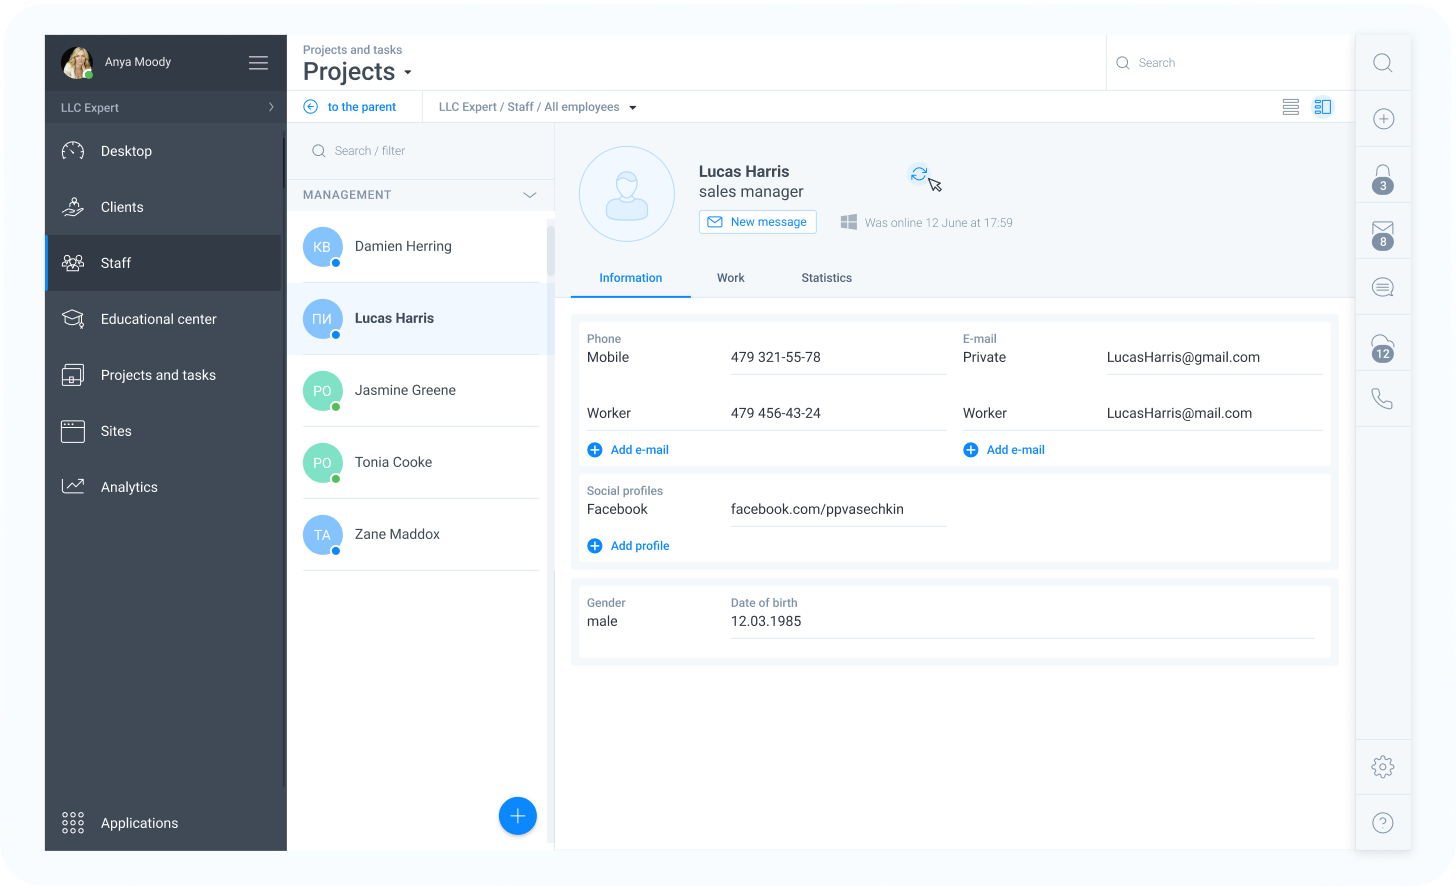 Anya Moody
LLC Expert
Desktop
Clients
Staff
Educational center
Projects and tasks
Sites
Analytics
Applications
Projects and tasks
Projects
Search
to the parent
LLC Expert / Staff / All employees
Search / filter
MANAGEMENT
КВ
Damien Herring
ПИ
Lucas Harris
РО
Jasmine Greene
РО
Tonia Cooke
ТА
Zane Maddox
Lucas Harris
sales manager
New message
Was online 12 June at 17:59
Information Work Statistics
Phone E-mail
Mobile 479 321-55-78 Private LucasHarris@gmail.com
Worker 479 456-43-24 Worker LucasHarris@mail.com
Add e-mail Add e-mail
Social profiles
Facebook facebook.com/ppvasechkin
Add profile
Gender Date of birth
male 12.03.1985
3
8
12